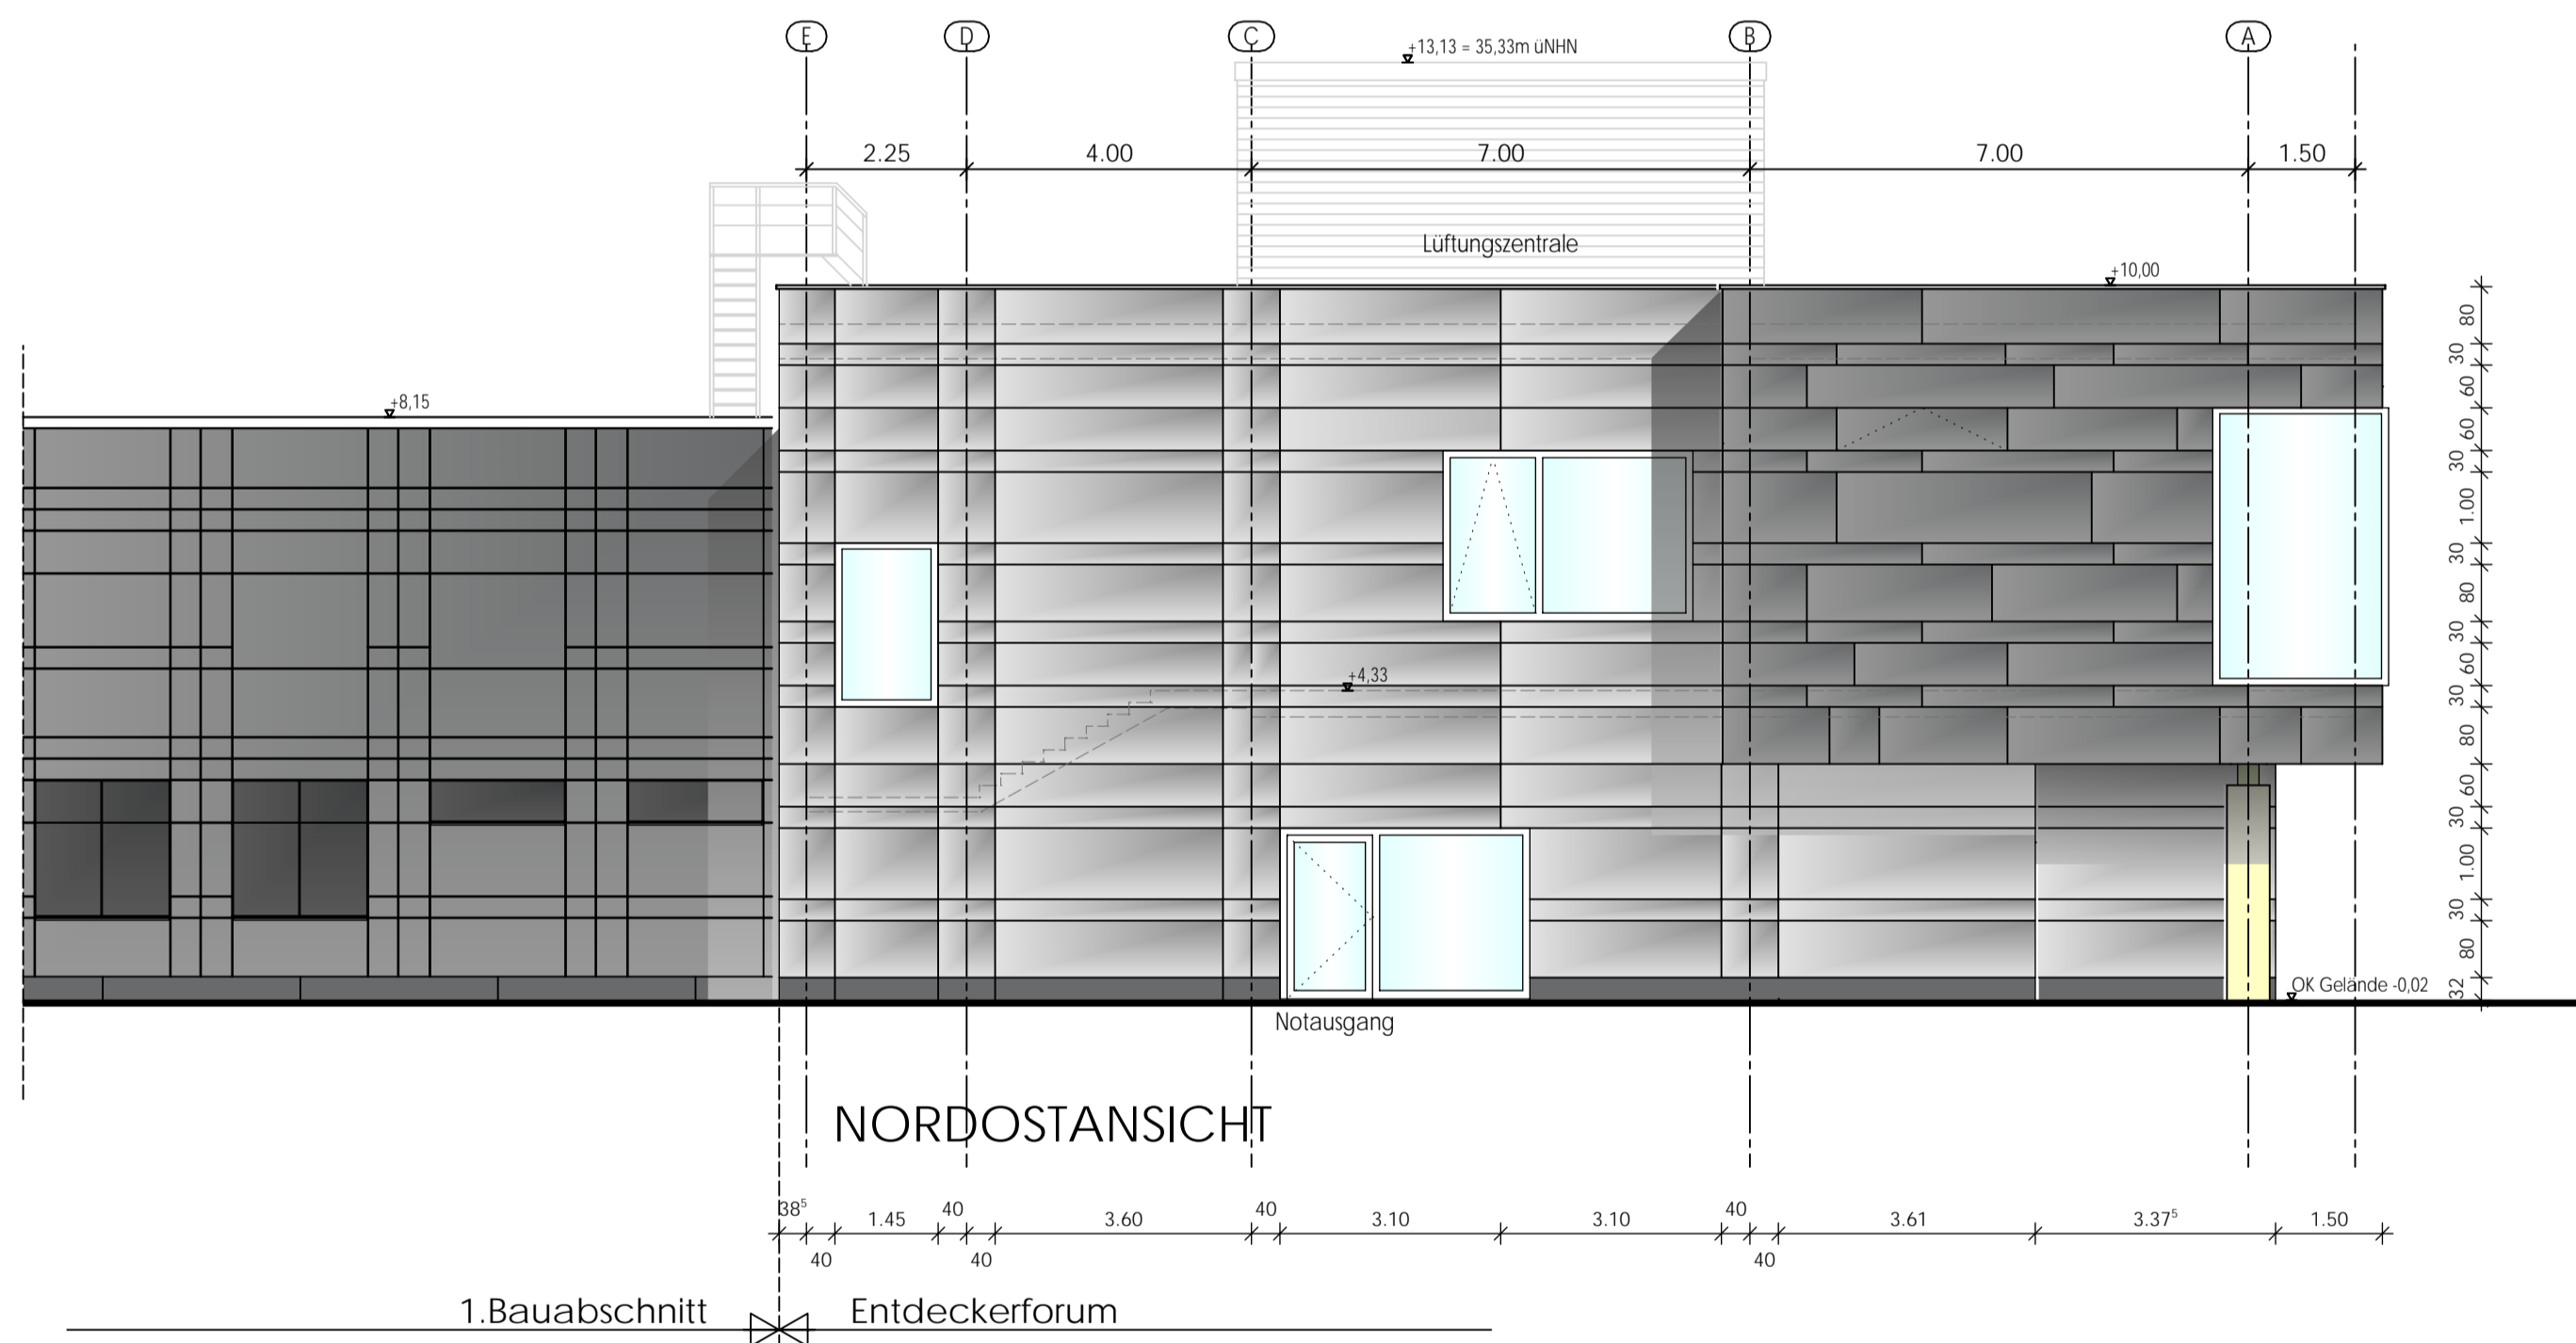 E D C B A
+13,13 = 35,33m üNHN
2.25 4.00 7.00 7.00 1.50
Lüftungszentrale
+10,00
+8,15
+4,33
80
30
60
60
30
1.00
30
80
30
60
30
80
60
30
1.00
30
80
32
OK Gelände -0,02
Notausgang
NORDOSTANSICHT
38⁵ 1.45 40 3.60 40 3.10 3.10 40 3.61 3.37⁵ 1.50
40 40 40
1.Bauabschnitt Entdeckerforum